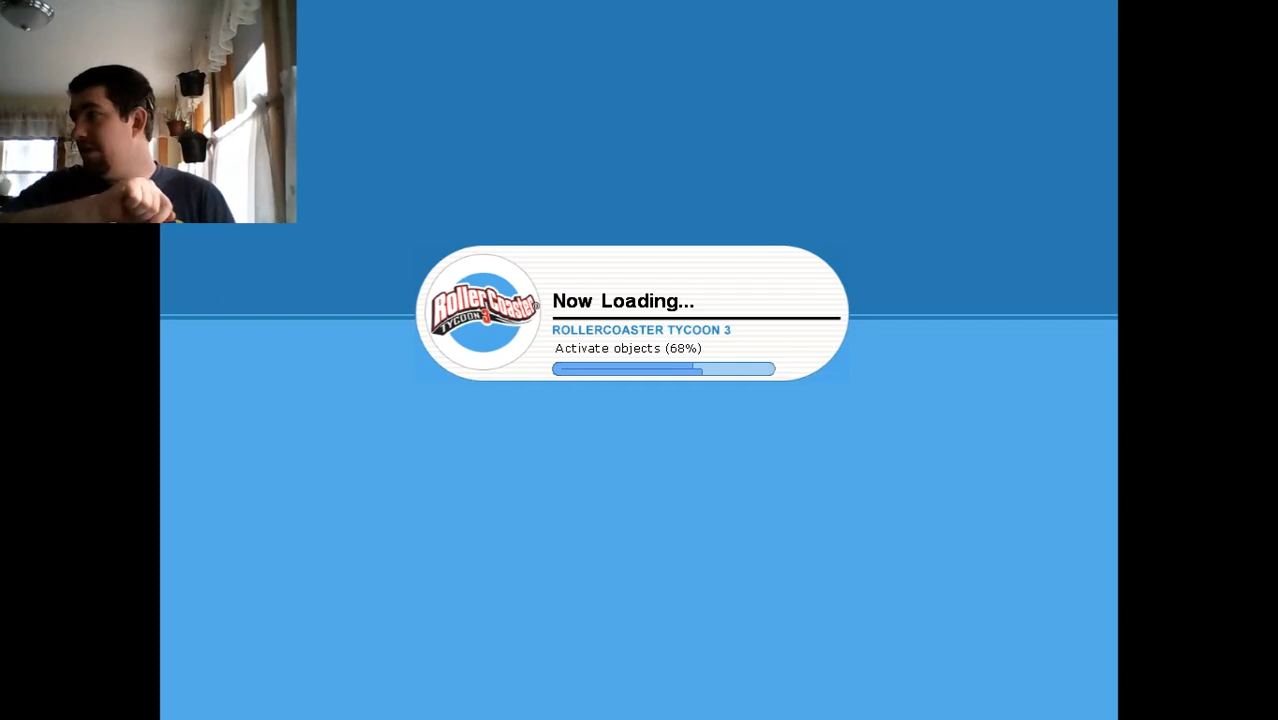 RollerCoaster®
TYCOON 3
Now Loading...
ROLLERCOASTER TYCOON 3
Activate objects (68%)